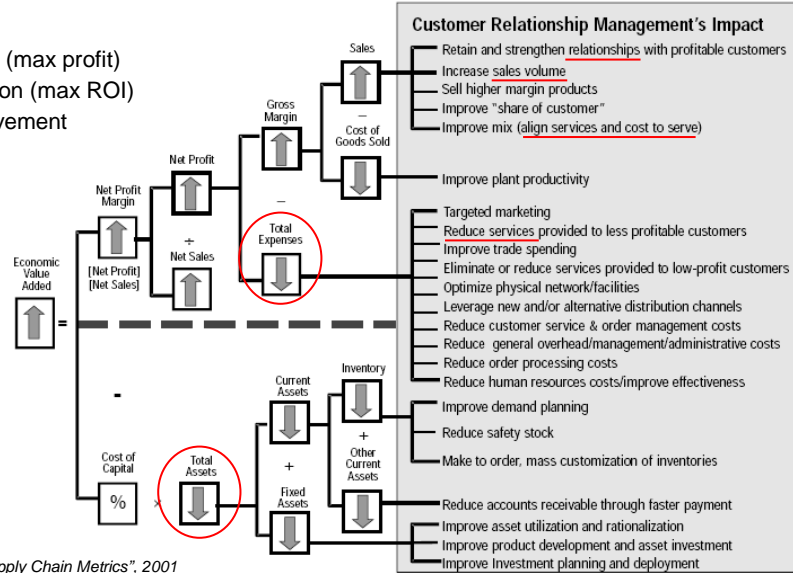 Customer Relationship Management's Impact
(max profit)
on (max ROI)
vement
Sales
Retain and strengthen relationships with profitable customers
Increase sales volume
Sell higher margin products
Improve "share of customer"
Improve mix (align services and cost to serve)
Gross
Margin
–
Cost of
Goods Sold
Improve plant productivity
Net Profit
Net Profit
Margin
–
÷
Total
Expenses
Net Sales
[Net Profit]
[Net Sales]
Targeted marketing
Reduce services provided to less profitable customers
Improve trade spending
Eliminate or reduce services provided to low-profit customers
Optimize physical network/facilities
Leverage new and/or alternative distribution channels
Reduce customer service & order management costs
Reduce general overhead/management/administrative costs
Reduce order processing costs
Reduce human resources costs/improve effectiveness
Economic
Value
Added
=
-
Current
Assets
Inventory
Improve demand planning
Reduce safety stock
Make to order, mass customization of inventories
+
+
Other
Current
Assets
Cost of
Capital
%
×
Total
Assets
Fixed
Assets
Reduce accounts receivable through faster payment
Improve asset utilization and rationalization
Improve product development and asset investment
Improve Investment planning and deployment
pply Chain Metrics", 2001